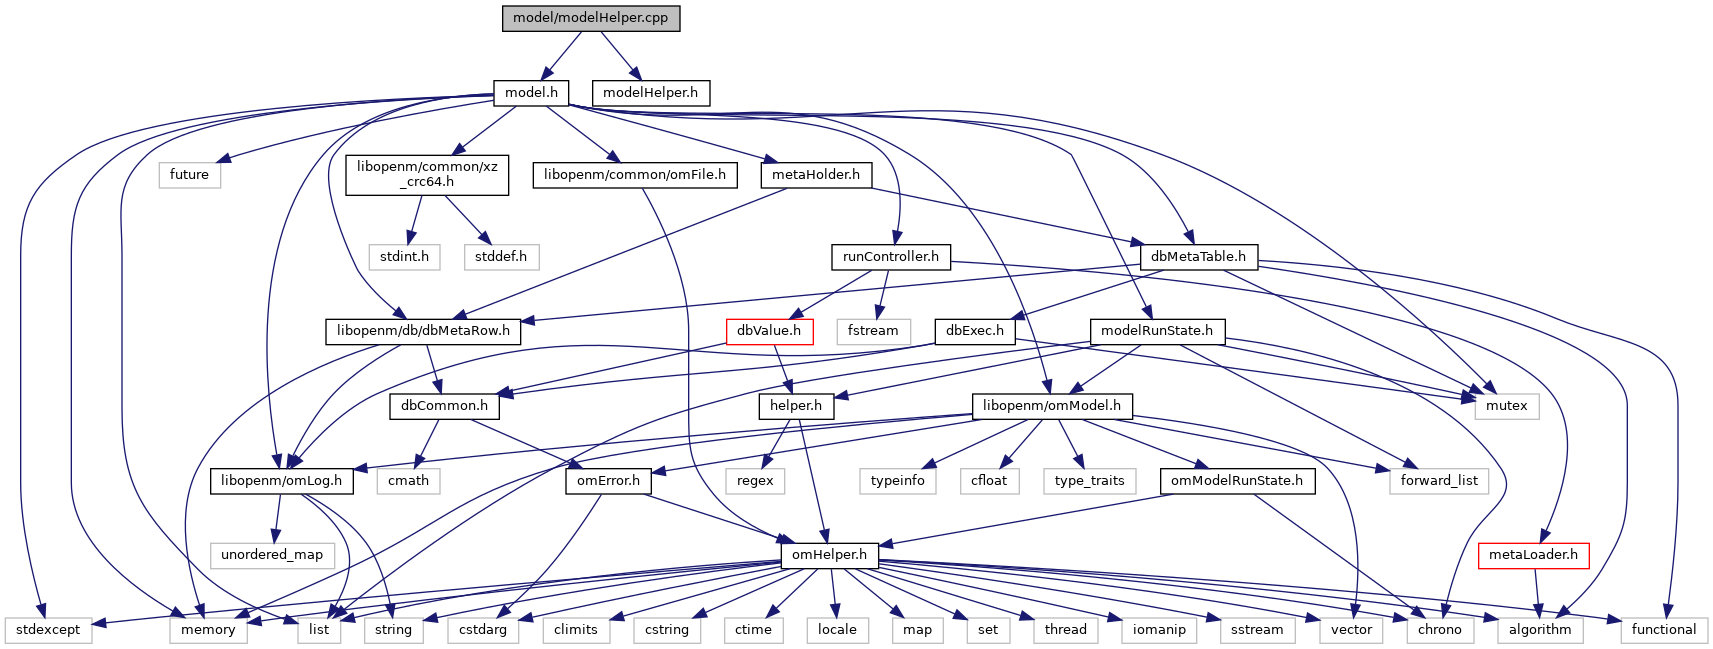 model/modelHelper.cpp
model.h
modelHelper.h
future
libopenm/common/xz
_crc64.h
libopenm/common/omFile.h
metaHolder.h
stdint.h
stddef.h
runController.h
dbMetaTable.h
libopenm/db/dbMetaRow.h
dbValue.h
fstream
dbExec.h
modelRunState.h
dbCommon.h
helper.h
libopenm/omModel.h
mutex
libopenm/omLog.h
cmath
omError.h
regex
typeinfo
cfloat
type_traits
omModelRunState.h
forward_list
unordered_map
omHelper.h
metaLoader.h
stdexcept
memory
list
string
cstdarg
climits
cstring
ctime
locale
map
set
thread
iomanip
sstream
vector
chrono
algorithm
functional